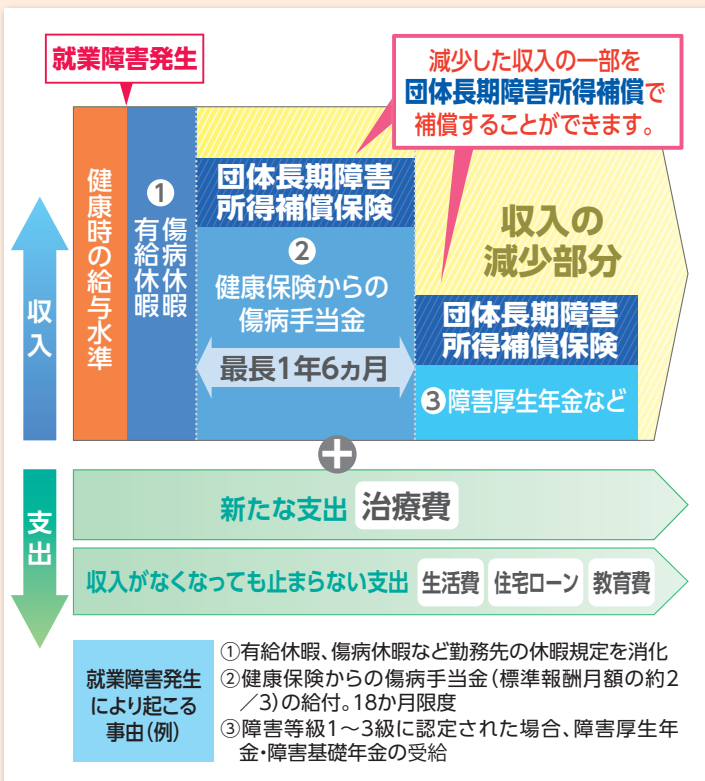 就業障害発生
減少した収入の一部を
団体長期障害所得補償で
補償することができます。
収入
健康時の給与水準
①
傷病休暇
有給休暇
団体長期障害
所得補償保険
②
健康保険からの
傷病手当金
最長1年6ヵ月
収入の
減少部分
団体長期障害
所得補償保険
③障害厚生年金など
+
支出
新たな支出 治療費
収入がなくなっても止まらない支出 生活費 住宅ローン 教育費
就業障害発生
により起こる
事由(例)
①有給休暇、傷病休暇など勤務先の休暇規定を消化
②健康保険からの傷病手当金(標準報酬月額の約2
/3)の給付。18か月限度
③障害等級1~3級に認定された場合、障害厚生年
金・障害基礎年金の受給